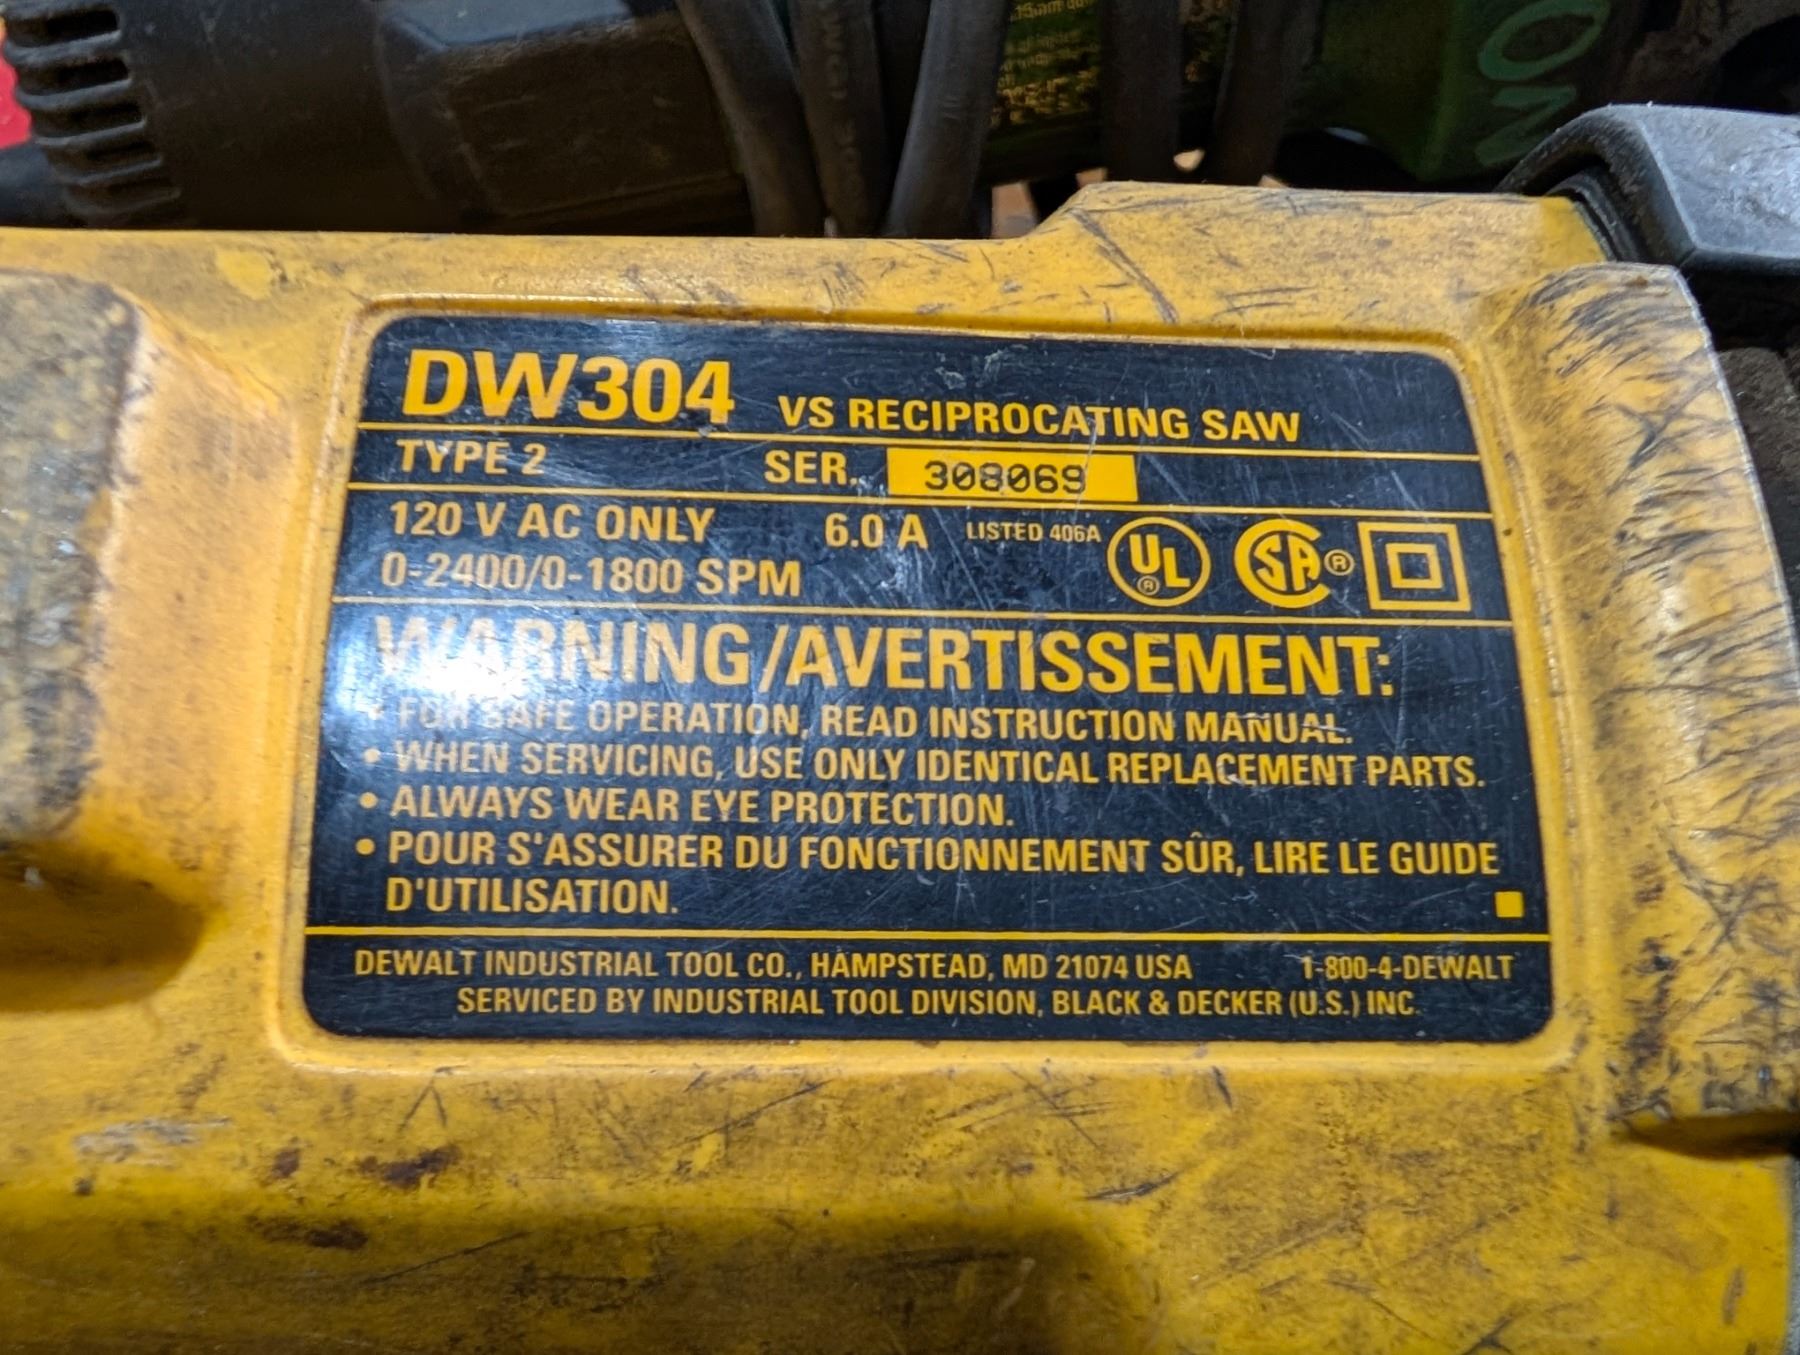 DW304 VS RECIPROCATING SAW
TYPE 2 SER. 308069
120 V AC ONLY 6.0 A LISTED 406A UL® SA®
0-2400/0-1800 SPM
WARNING/AVERTISSEMENT:
• FOR SAFE OPERATION, READ INSTRUCTION MANUAL.
• WHEN SERVICING, USE ONLY IDENTICAL REPLACEMENT PARTS.
• ALWAYS WEAR EYE PROTECTION.
• POUR S'ASSURER DU FONCTIONNEMENT SÛR, LIRE LE GUIDE
D'UTILISATION.
DEWALT INDUSTRIAL TOOL CO., HAMPSTEAD, MD 21074 USA 1-800-4-DEWALT
SERVICED BY INDUSTRIAL TOOL DIVISION, BLACK & DECKER (U.S.) INC.